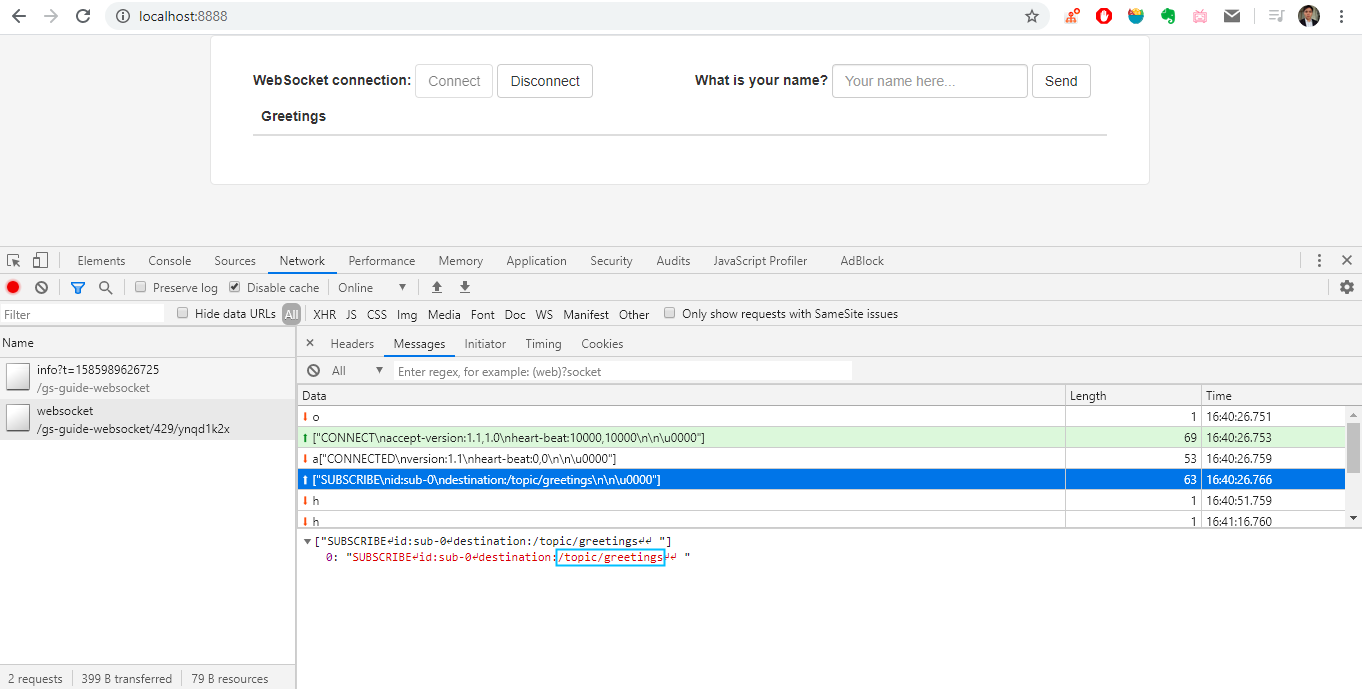 localhost:8888
WebSocket connection: Connect Disconnect What is your name? Your name here... Send
Greetings
Elements Console Sources Network Performance Memory Application Security Audits JavaScript Profiler AdBlock
Preserve log Disable cache Online
Filter Hide data URLs All XHR JS CSS Img Media Font Doc WS Manifest Other Only show requests with SameSite issues
Name
info?t=1585989626725
/gs-guide-websocket
websocket
/gs-guide-websocket/429/ynqd1k2x
2 requests 399 B transferred 79 B resources
× Headers Messages Initiator Timing Cookies
All Enter regex, for example: (web)?socket
Data Length Time
o 1 16:40:26.751
["CONNECT\naccept-version:1.1,1.0\nheart-beat:10000,10000\n\n\u0000"] 69 16:40:26.753
a["CONNECTED\nversion:1.1\nheart-beat:0,0\n\n\u0000"] 53 16:40:26.759
["SUBSCRIBE\nid:sub-0\ndestination:/topic/greetings\n\n\u0000"] 63 16:40:26.766
h 1 16:40:51.759
h 1 16:41:16.760
["SUBSCRIBE↵id:sub-0↵destination:/topic/greetings↵↵ "]
0: "SUBSCRIBE↵id:sub-0↵destination:/topic/greetings↵↵ "